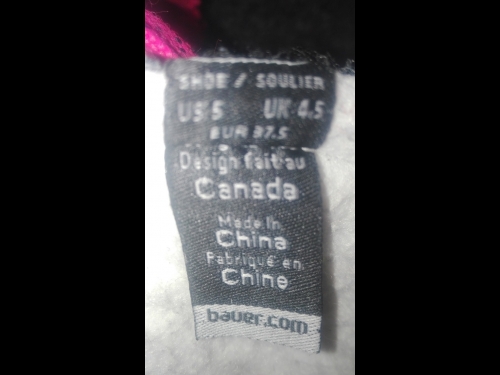 SHOE / SOULIER
US 5 UK 4.5
EUR 37.5
Design fait au
Canada
Made In
China
Fabriqué en
Chine
bauer.com